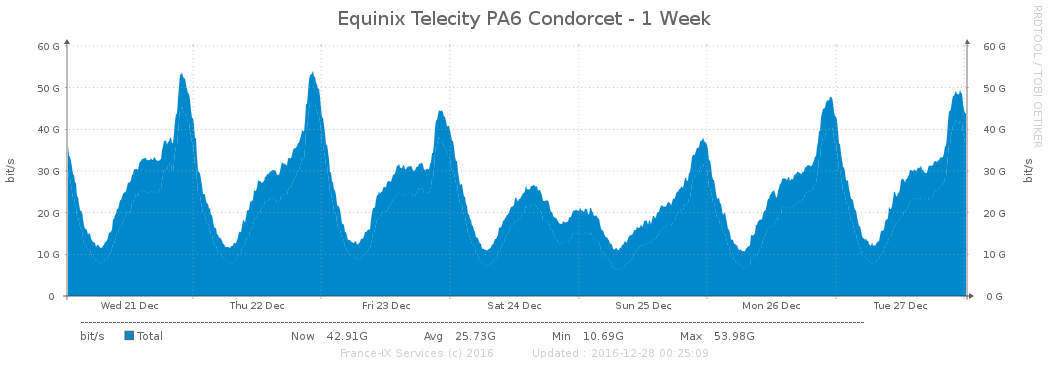 Equinix Telecity PA6 Condorcet - 1 Week
RRDTOOL / TOBI OETIKER
60 G 60 G
50 G 50 G
40 G 40 G
30 G 30 G
20 G 20 G
10 G 10 G
0 0 G
bit/s
bit/s
Wed 21 Dec Thu 22 Dec Fri 23 Dec Sat 24 Dec Sun 25 Dec Mon 26 Dec Tue 27 Dec
bit/s Total Now 42.91G Avg 25.73G Min 10.69G Max 53.98G
France-IX Services (c) 2016 Updated : 2016-12-28 00:25:09